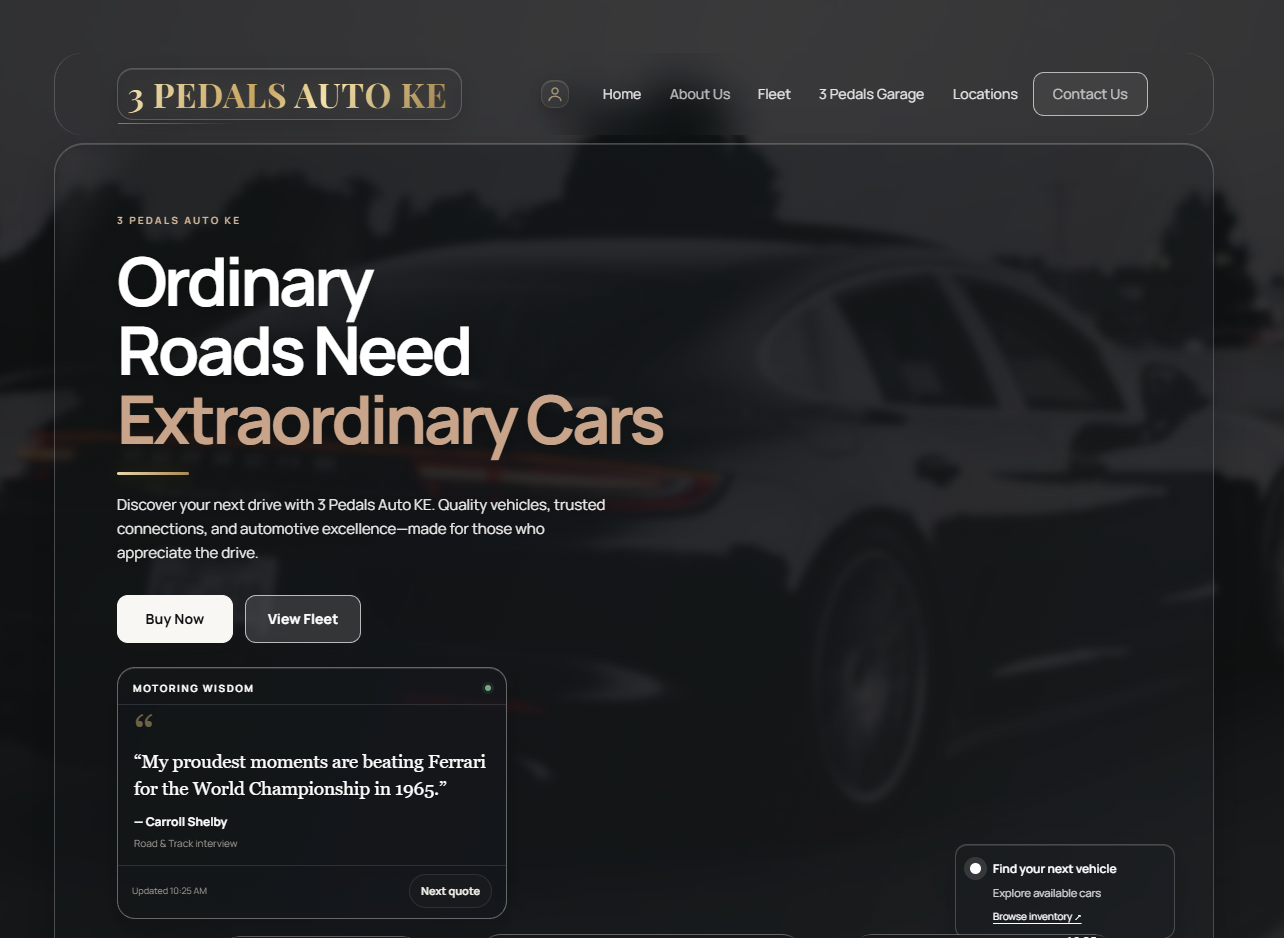 3 PEDALS AUTO KE
Home
About Us
Fleet
3 Pedals Garage
Locations
Contact Us
3 PEDALS AUTO KE
Ordinary
Roads Need
Extraordinary Cars
Discover your next drive with 3 Pedals Auto KE. Quality vehicles, trusted
connections, and automotive excellence—made for those who
appreciate the drive.
Buy Now
View Fleet
MOTORING WISDOM
“
“My proudest moments are beating Ferrari
for the World Championship in 1965.”
— Carroll Shelby
Road & Track interview
Updated 10:25 AM
Next quote
Find your next vehicle
Explore available cars
Browse inventory ↗